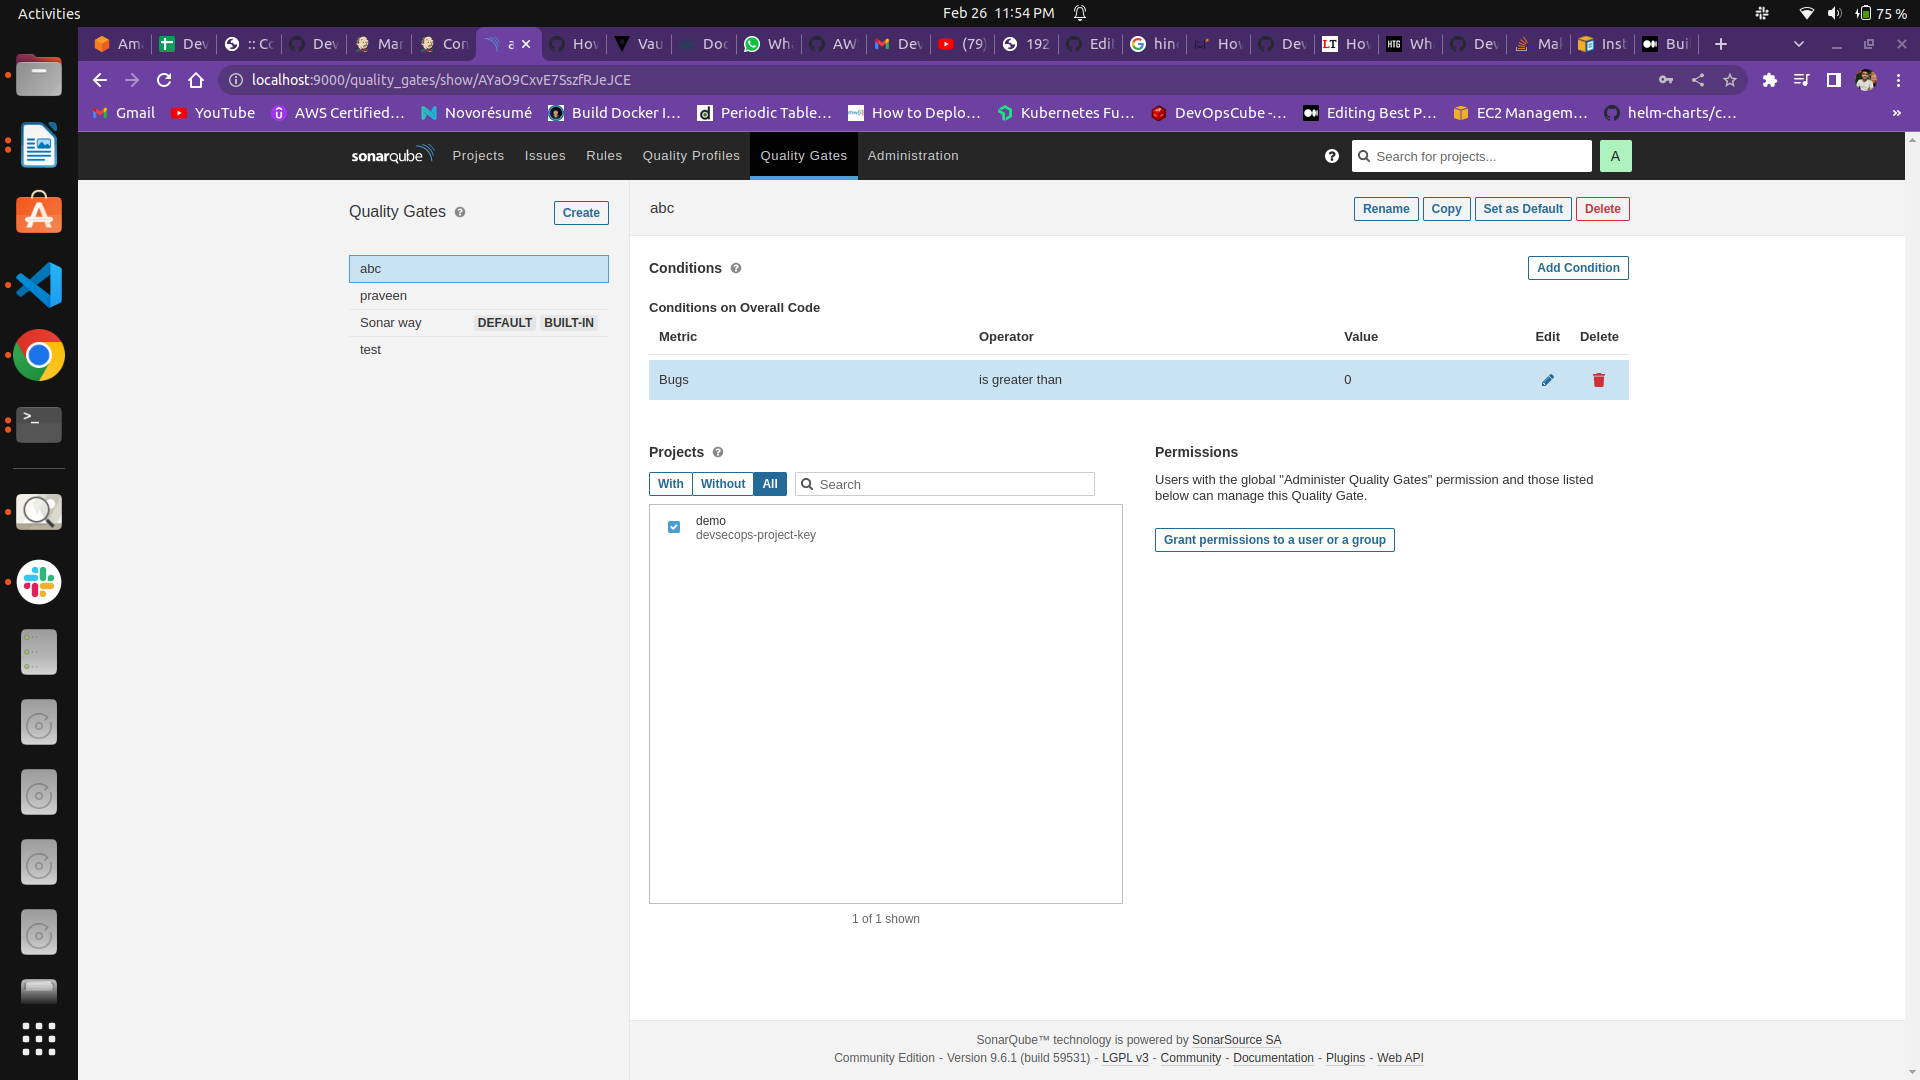 Activities
Feb 26 11:54 PM
75 %
Am
Dev
:: Co
Dev
Mar
Con
a
How
Vau
Doc
Wha
AW
Dev
(79)
192
Edit
hind
How
Dev
How
Wh
Dev
Mak
Inst
Buil
localhost:9000/quality_gates/show/AYaO9CxvE7SszfRJeJCE
Gmail
YouTube
AWS Certified…
Novorésumé
Build Docker I…
Periodic Table…
How to Deplo…
Kubernetes Fu…
DevOpsCube -…
Editing Best P…
EC2 Managem…
helm-charts/c…
»
sonarqube
Projects
Issues
Rules
Quality Profiles
Quality Gates
Administration
Search for projects...
A
Quality Gates
Create
abc
praveen
Sonar way DEFAULT BUILT-IN
test
abc
Rename
Copy
Set as Default
Delete
Conditions
Add Condition
Conditions on Overall Code
Metric Operator Value Edit Delete
Bugs is greater than 0
Projects
With Without All Search
demo
devsecops-project-key
1 of 1 shown
Permissions
Users with the global "Administer Quality Gates" permission and those listed
below can manage this Quality Gate.
Grant permissions to a user or a group
SonarQube™ technology is powered by SonarSource SA
Community Edition - Version 9.6.1 (build 59531) - LGPL v3 - Community - Documentation - Plugins - Web API